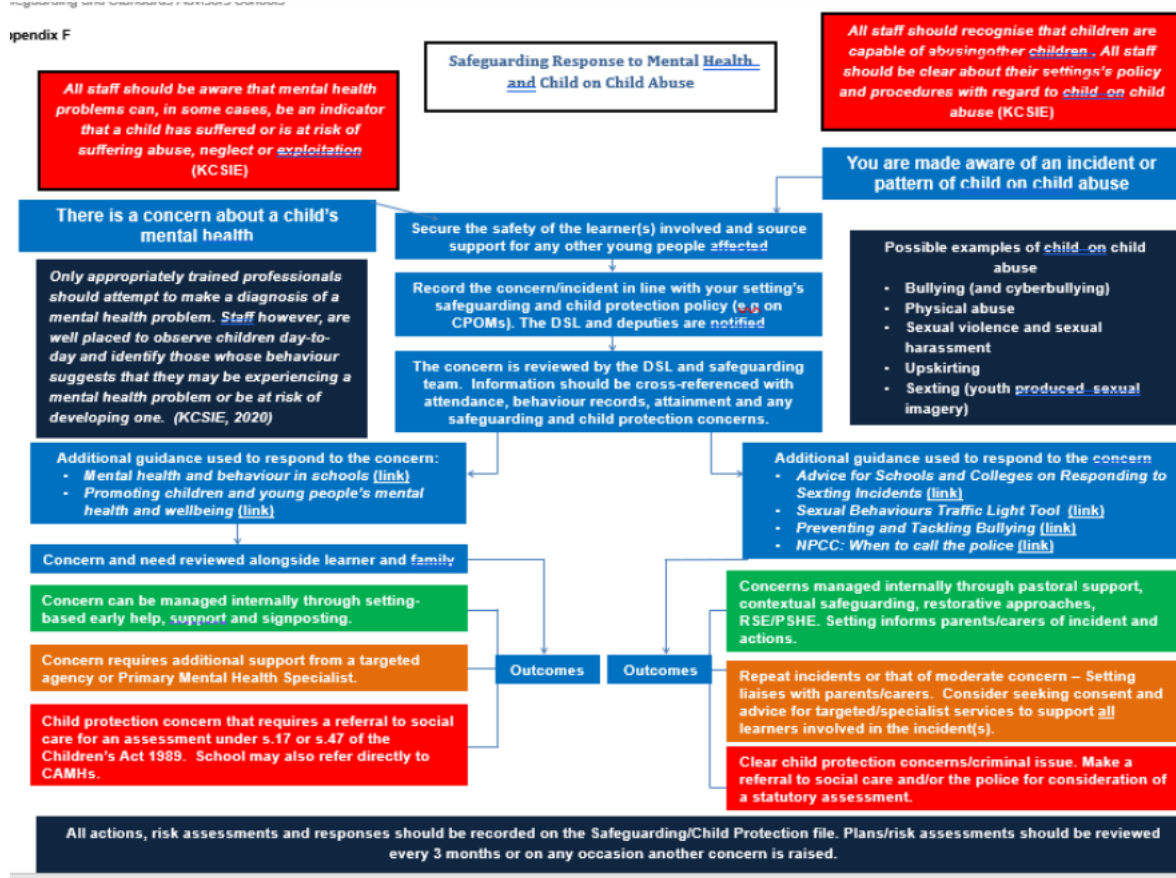 Safeguarding and Standards Advisors Schools
ppendix F
Safeguarding Response to Mental Health
and Child on Child Abuse
All staff should be aware that mental health
problems can, in some cases, be an indicator
that a child has suffered or is at risk of
suffering abuse, neglect or exploitation
(KCSIE)
All staff should recognise that children are
capable of abusingother children . All staff
should be clear about their settings's policy
and procedures with regard to child on child
abuse (KCSIE)
There is a concern about a child's
mental health
You are made aware of an incident or
pattern of child on child abuse
Only appropriately trained professionals
should attempt to make a diagnosis of a
mental health problem. Staff however, are
well placed to observe children day-to-
day and identify those whose behaviour
suggests that they may be experiencing a
mental health problem or be at risk of
developing one. (KCSIE, 2020)
Secure the safety of the learner(s) involved and source
support for any other young people affected
Record the concern/incident in line with your setting's
safeguarding and child protection policy (e.g on
CPOMs). The DSL and deputies are notified
The concern is reviewed by the DSL and safeguarding
team. Information should be cross-referenced with
attendance, behaviour records, attainment and any
safeguarding and child protection concerns.
Possible examples of child on child
abuse
• Bullying (and cyberbullying)
• Physical abuse
• Sexual violence and sexual
harassment
• Upskirting
• Sexting (youth produced sexual
imagery)
Additional guidance used to respond to the concern:
• Mental health and behaviour in schools (link)
• Promoting children and young people's mental
health and wellbeing (link)
Additional guidance used to respond to the concern
• Advice for Schools and Colleges on Responding to
Sexting Incidents (link)
• Sexual Behaviours Traffic Light Tool (link)
• Preventing and Tackling Bullying (link)
• NPCC: When to call the police (link)
Concern and need reviewed alongside learner and family
Concern can be managed internally through setting-
based early help, support and signposting.
Concern requires additional support from a targeted
agency or Primary Mental Health Specialist.
Child protection concern that requires a referral to social
care for an assessment under s.17 or s.47 of the
Children's Act 1989. School may also refer directly to
CAMHs.
Outcomes
Outcomes
Concerns managed internally through pastoral support,
contextual safeguarding, restorative approaches,
RSE/PSHE. Setting informs parents/carers of incident and
actions.
Repeat incidents or that of moderate concern – Setting
liaises with parents/carers. Consider seeking consent and
advice for targeted/specialist services to support all
learners involved in the incident(s).
Clear child protection concerns/criminal issue. Make a
referral to social care and/or the police for consideration of
a statutory assessment.
All actions, risk assessments and responses should be recorded on the Safeguarding/Child Protection file. Plans/risk assessments should be reviewed
every 3 months or on any occasion another concern is raised.